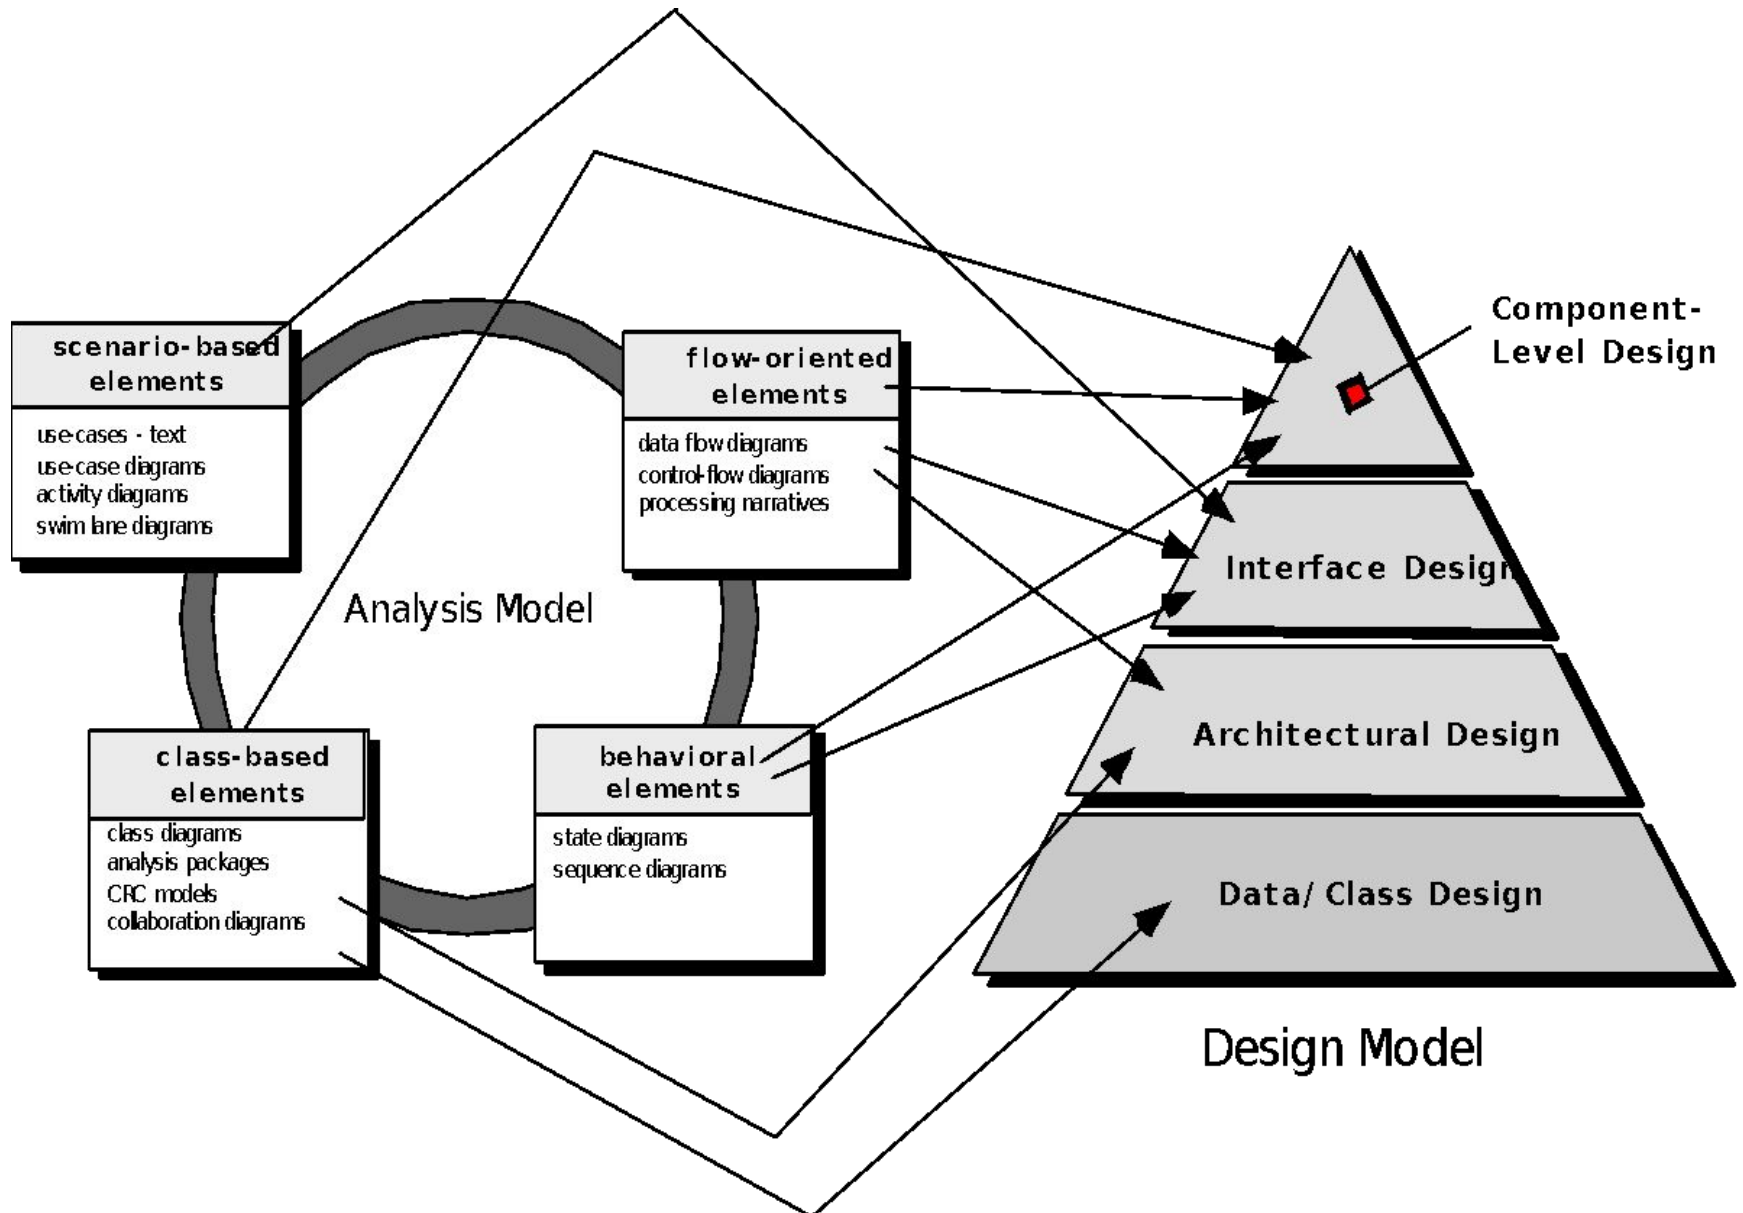 scenario-based
elements
use-cases - text
use-case diagrams
activity diagrams
swim lane diagrams
flow-oriented
elements
data flow diagrams
control-flow diagrams
processing narratives
Analysis Model
class-based
elements
class diagrams
analysis packages
CRC models
collaboration diagrams
behavioral
elements
state diagrams
sequence diagrams
Component-
Level Design
Interface Design
Architectural Design
Data/ Class Design
Design Model